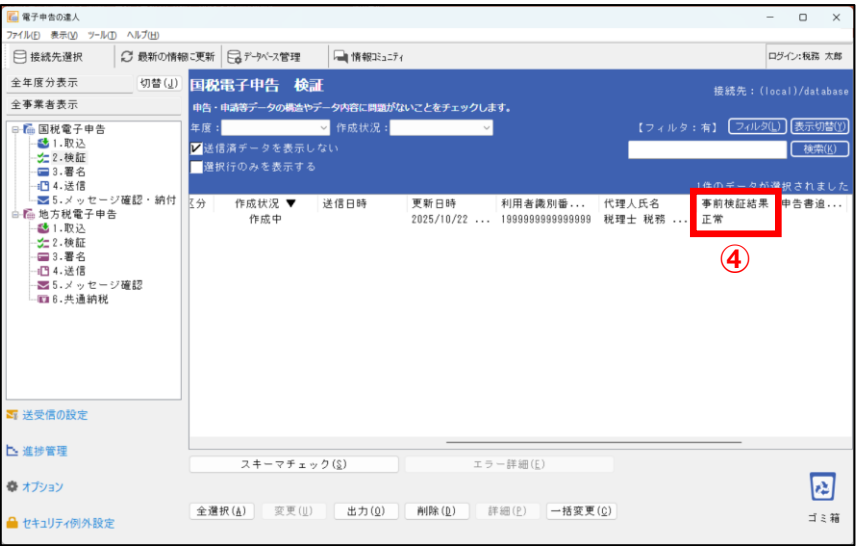 電子申告の達人
ファイル(F) 表示(V) ツール(T) ヘルプ(H)
接続先選択 最新の情報に更新 データベース管理 情報コミュニティ ログイン:税務 太郎
全年度分表示 切替(J)
全事業者表示
国税電子申告
1.取込
2.検証
3.署名
4.送信
5.メッセージ確認・納付
地方税電子申告
1.取込
2.検証
3.署名
4.送信
5.メッセージ確認
6.共通納税
送受信の設定
進捗管理
オプション
セキュリティ例外設定
国税電子申告 検証
接続先:(local)/database
申告・申請等データの構造やデータ内容に問題がないことをチェックします。
年度: 作成状況: 【フィルタ:有】 フィルタ(L) 表示切替(Y)
送信済データを表示しない 検索(K)
選択行のみを表示する
1件のデータが選択されました
区分 作成状況 ▼ 送信日時 更新日時 利用者識別番... 代理人氏名 事前検証結果 申告書追...
作成中 2025/10/22 ... 1999999999999999 税理士 税務 ... 正常
④
スキーマチェック(S) エラー詳細(E)
全選択(A) 変更(U) 出力(O) 削除(D) 詳細(P) 一括変更(C)
ゴミ箱